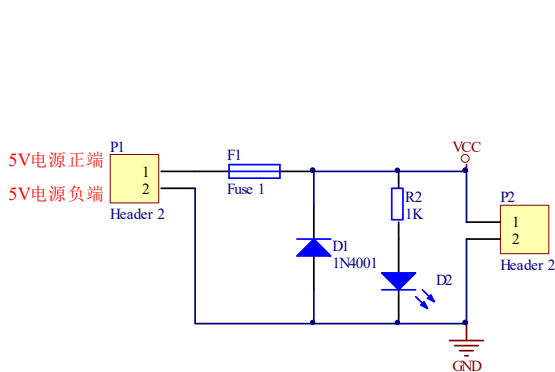 P1
5V电源正端
1
5V电源负端
2
Header 2
F1
Fuse 1
VCC
R2
1K
P2
1
2
Header 2
D1
1N4001
D2
GND